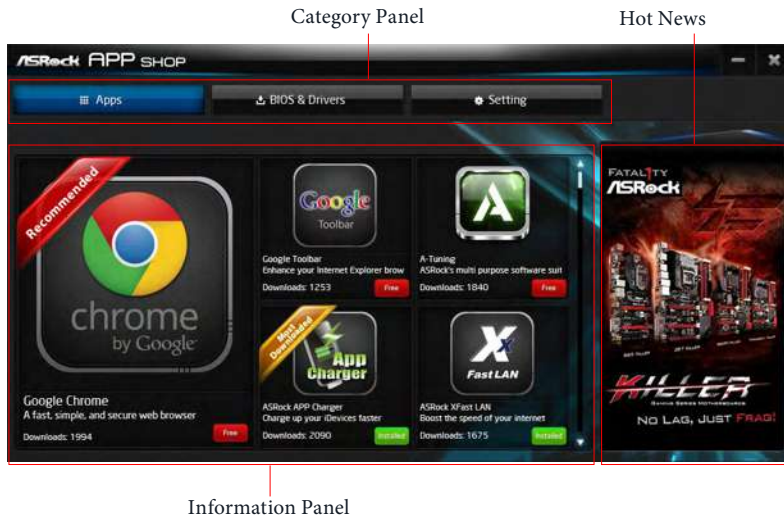 Category Panel
Hot News
ASRock APP SHOP
Apps
BIOS & Drivers
Setting
Recommended
chrome
by Google
Google Chrome
A fast, simple, and secure web browser
Downloads: 1994
Free
Google
Toolbar
Google Toolbar
Enhance your Internet Explorer brow
Downloads: 1253
Free
A-Tuning
ASRock's multi purpose software suit
Downloads: 1840
Free
Most
Downloaded
App
Charger
ASRock APP Charger
Charge up your iDevices faster
Downloads: 2090
Installed
X
Fast LAN
ASRock XFast LAN
Boost the speed of your internet
Downloads: 1675
Installed
FATAL1TY
ASRock
KILLER
GAMING SERIES MOTHERBOARDS
NO LAG, JUST FRAG!
Information Panel